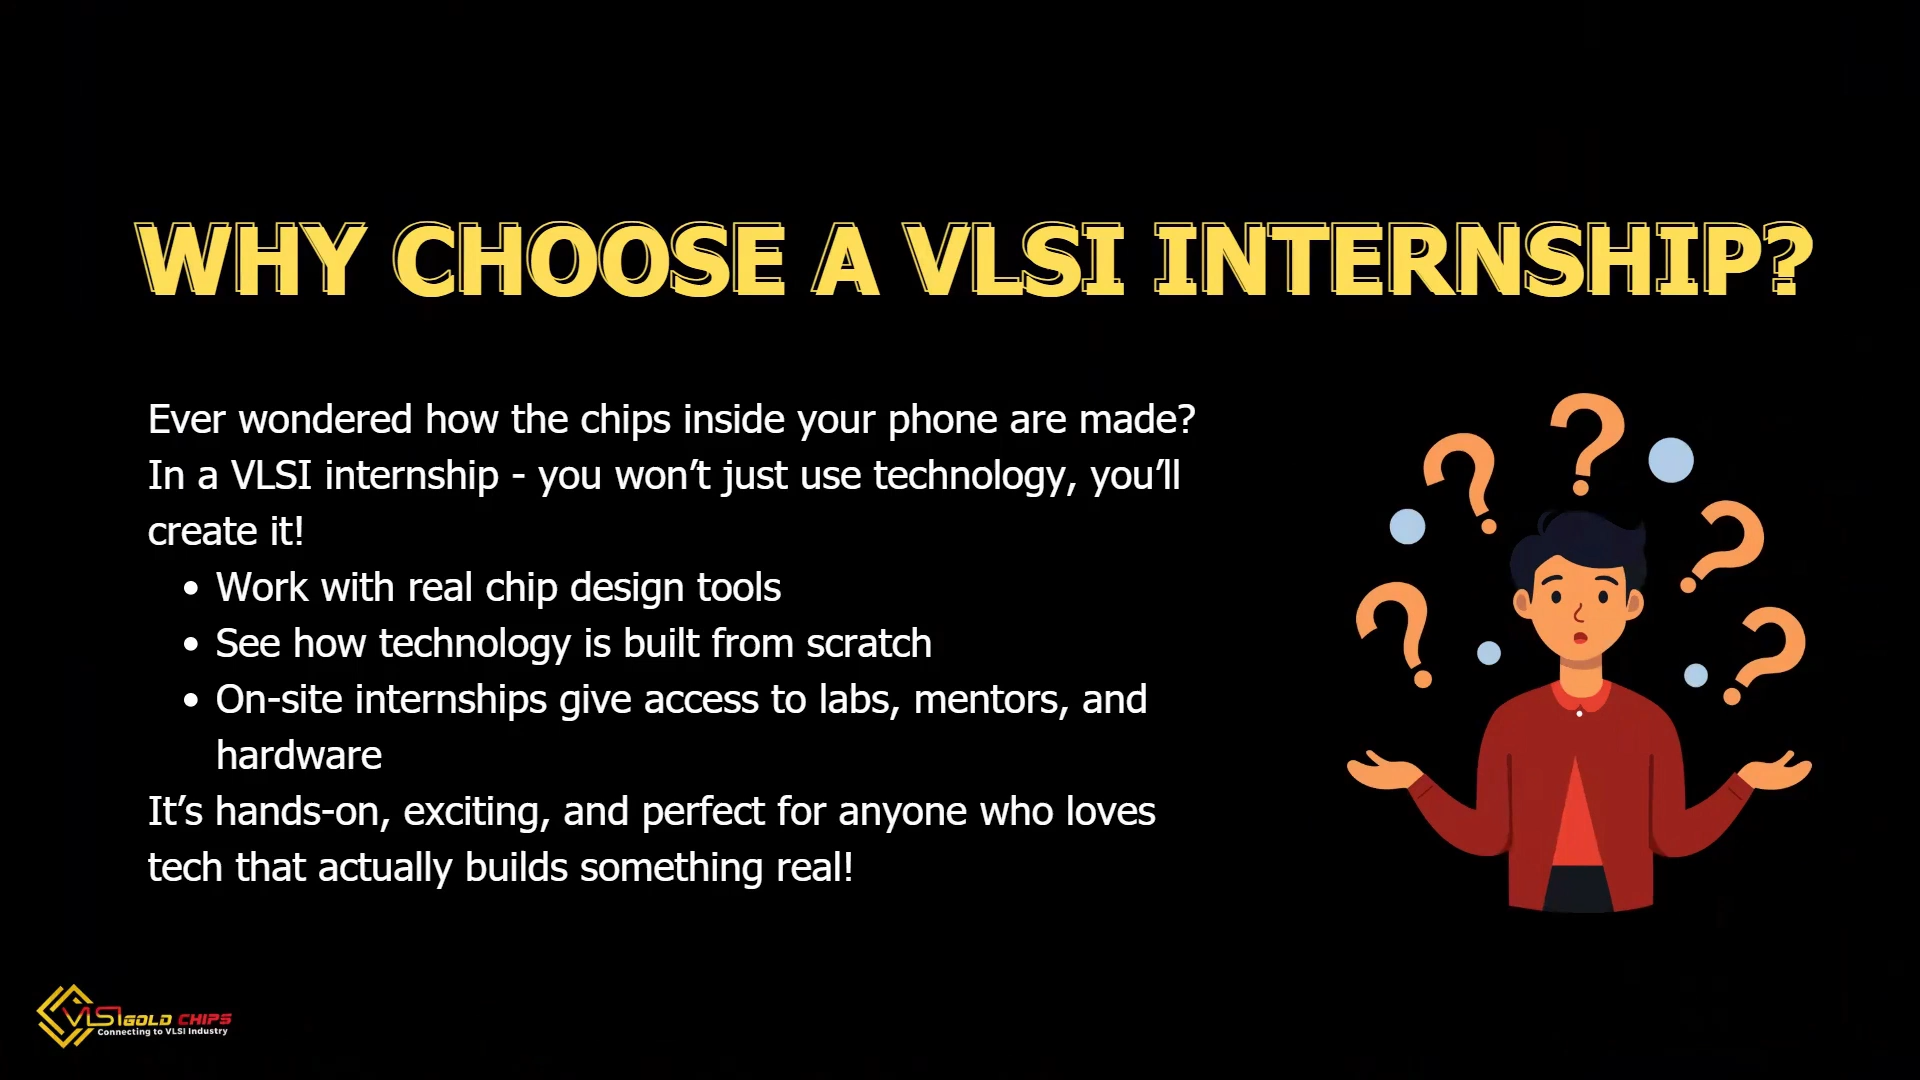 WHY CHOOSE A VLSI INTERNSHIP?
Ever wondered how the chips inside your phone are made?
In a VLSI internship - you won’t just use technology, you’ll
create it!
• Work with real chip design tools
• See how technology is built from scratch
• On-site internships give access to labs, mentors, and
hardware
It’s hands-on, exciting, and perfect for anyone who loves
tech that actually builds something real!
VLSI GOLD CHIPS
Connecting to VLSI Industry